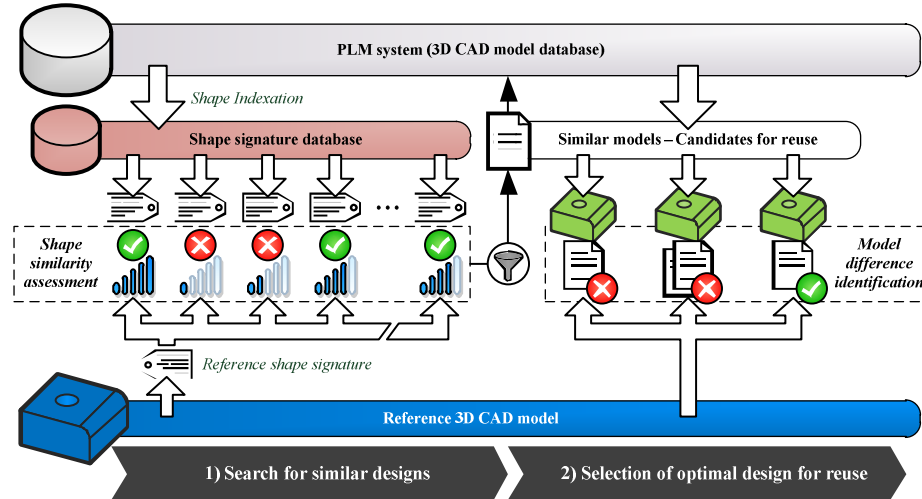 PLM system (3D CAD model database)
Shape Indexation
Shape signature database
Similar models – Candidates for reuse
...
Shape
similarity
assessment
Model
difference
identification
Reference shape signature
Reference 3D CAD model
1) Search for similar designs
2) Selection of optimal design for reuse